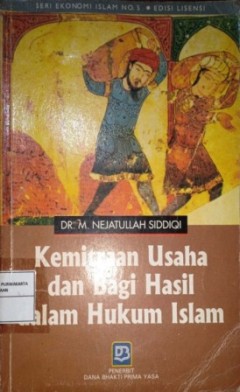 SERI EKONOMI ISLAM NO.5 ★ EDISI LISENSI
DR. M. NEJATULLAH SIDDIQI
Kemitraan Usaha
dan Bagi Hasil
dalam Hukum Islam
PENERBIT
DANA BHAKTI PRIMA YASA